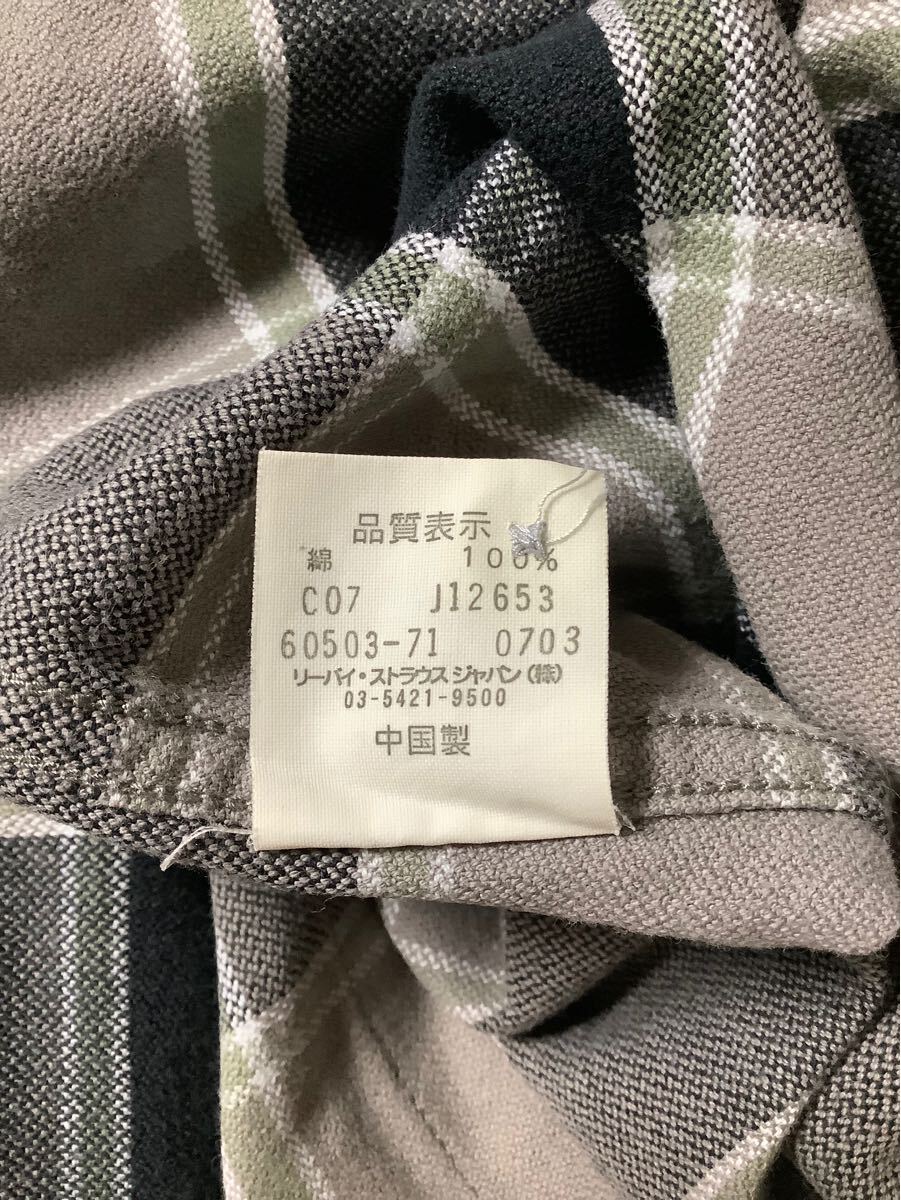 品質表示
綿 100%
C07 J12653
60503-71 0703
リーバイ・ストラウス ジャパン(株)
03-5421-9500
中国製